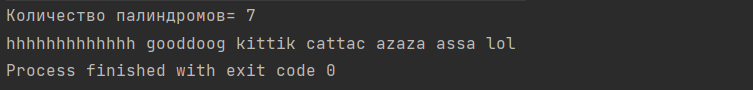 Количество палиндромов= 7
hhhhhhhhhhhhh gooddoog kittik cattac azaza assa lol
Process finished with exit code 0